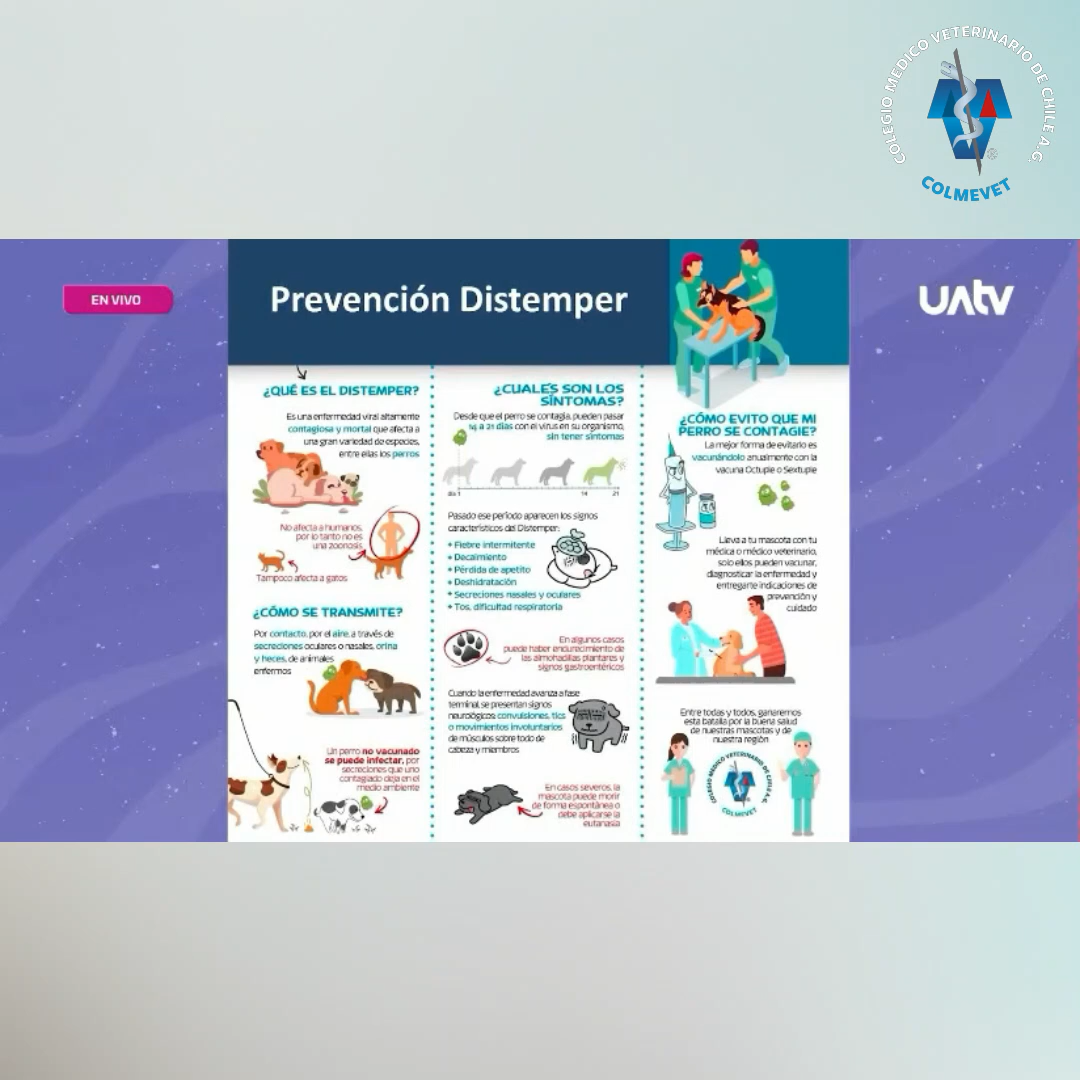 COLEGIO MEDICO VETERINARIO DE CHILE A.G.
COLMEVET
EN VIVO
UATV
Prevención Distemper
¿QUÉ ES EL DISTEMPER?
Es una enfermedad viral altamente
contagiosa y mortal que afecta a
una gran variedad de especies,
entre ellas los perros
No afecta a humanos,
por lo tanto no es
una zoonosis
Tampoco afecta a gatos
¿CÓMO SE TRANSMITE?
Por contacto, por el aire, a través de
secreciones oculares o nasales, orina
y heces, de animales
enfermos
Un perro no vacunado
se puede infectar, por
secreciones que uno
contagiado deja en el
medio ambiente
¿CUALES SON LOS
SÍNTOMAS?
Desde que el perro se contagia, pueden pasar
14 a 21 días con el virus en su organismo,
sin tener síntomas
día 1
14
21
Pasado ese período aparecen los signos
característicos del Distemper:
+ Fiebre intermitente
+ Decaimiento
+ Pérdida de apetito
+ Deshidratación
+ Secreciones nasales y oculares
+ Tos, dificultad respiratoria
En algunos casos
puede haber endurecimiento de
las almohadillas plantares y
signos gastroentéricos
Cuando la enfermedad avanza a fase
terminal, se presentan signos
neurológicos: convulsiones, tics
o movimientos involuntarios
de músculos sobre todo de
cabeza y miembros
En casos severos, la
mascota puede morir
de forma espontánea o
debe aplicarse la
eutanasia
¿CÓMO EVITO QUE MI
PERRO SE CONTAGIE?
La mejor forma de evitarlo es
vacunándolo anualmente con la
vacuna Octuple o Sextuple
Lleva a tu mascota con tu
médica o médico veterinario,
solo ellos pueden vacunar,
diagnosticar la enfermedad y
entregarte indicaciones de
prevención y
cuidado
Entre todas y todos, ganaremos
esta batalla por la buena salud
de nuestras mascotas y de
nuestra región
COLEGIO MEDICO VETERINARIO DE CHILE A.G.
COLMEVET